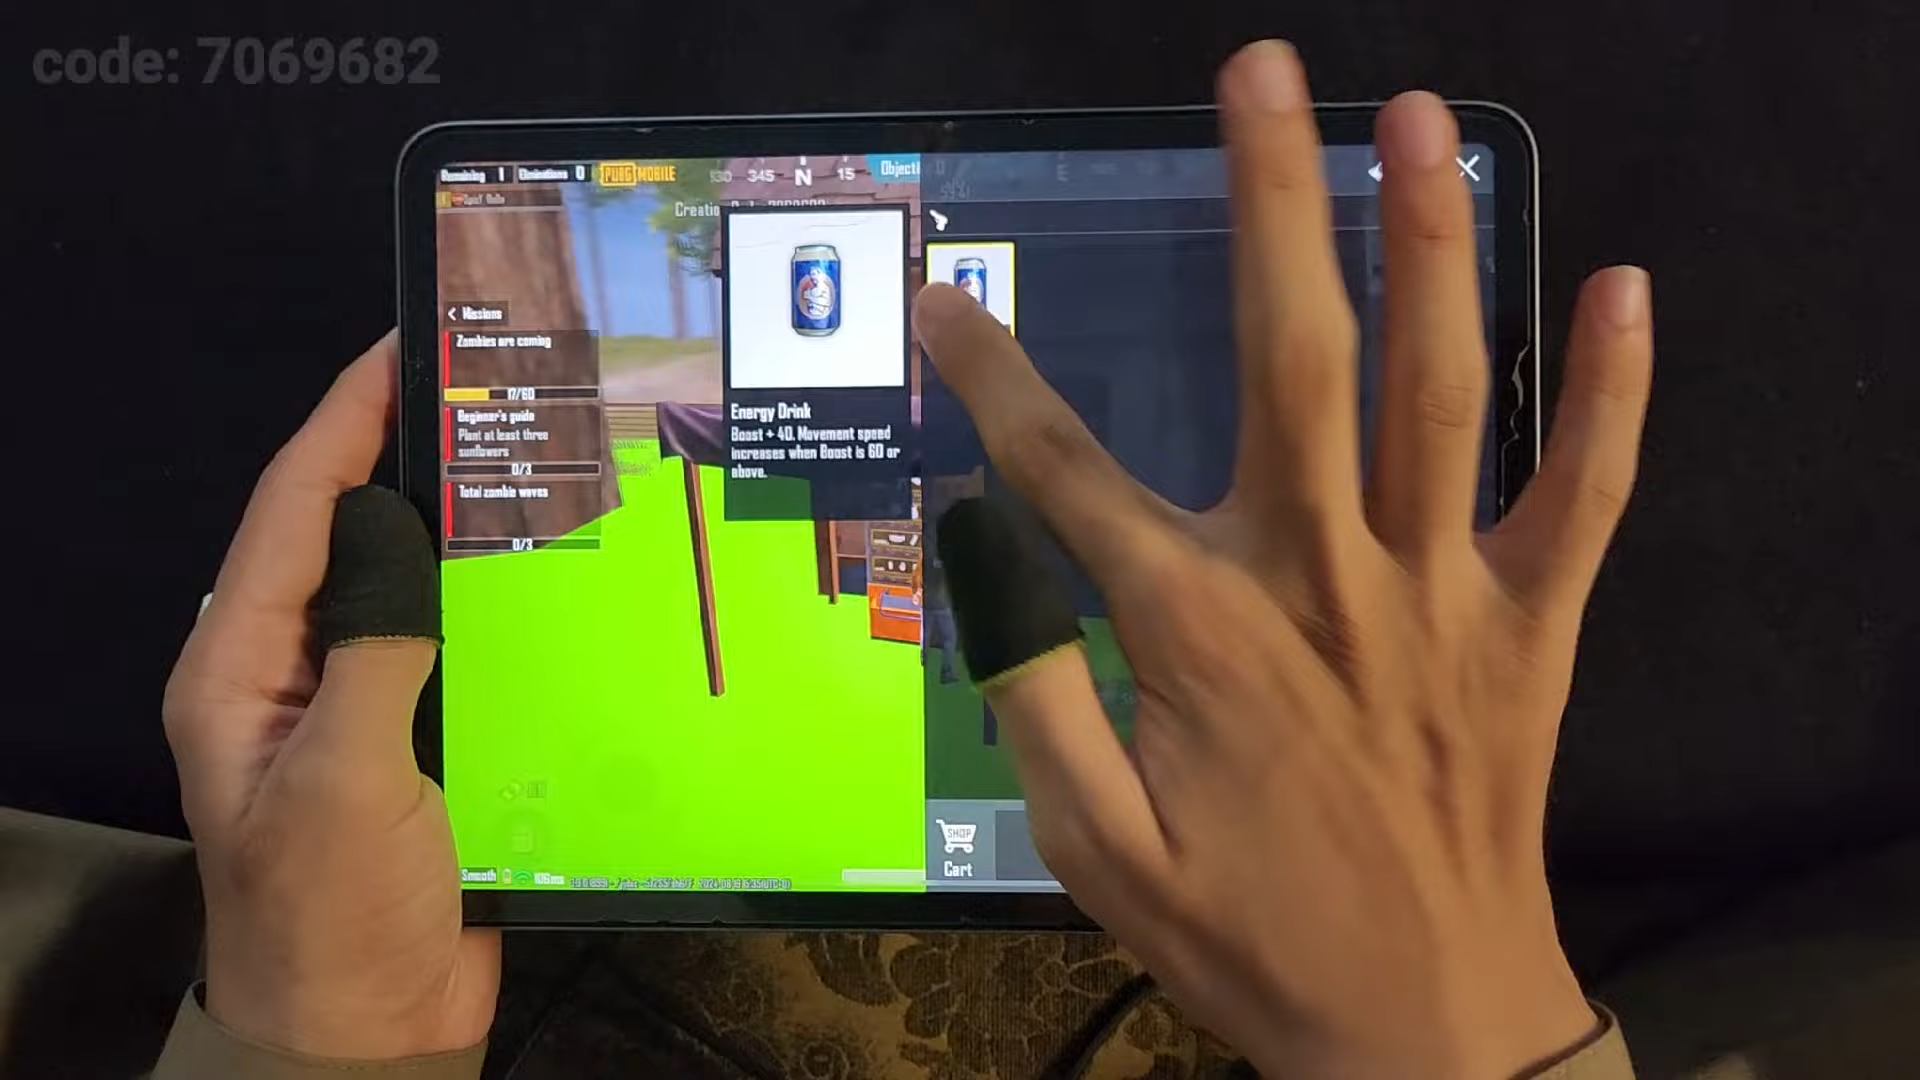 code: 7069682
Remaining 1 Eliminations 0 PUBG MOBILE
345 N 15
Objecti
Creatio
Missions
Zombies are coming
17/60
Beginner's guide
Plant at least three
sunflowers
0/3
Total zombie waves
0/3
Energy Drink
Boost + 40. Movement speed
increases when Boost is 60 or
above.
SHOP
Cart
Smooth